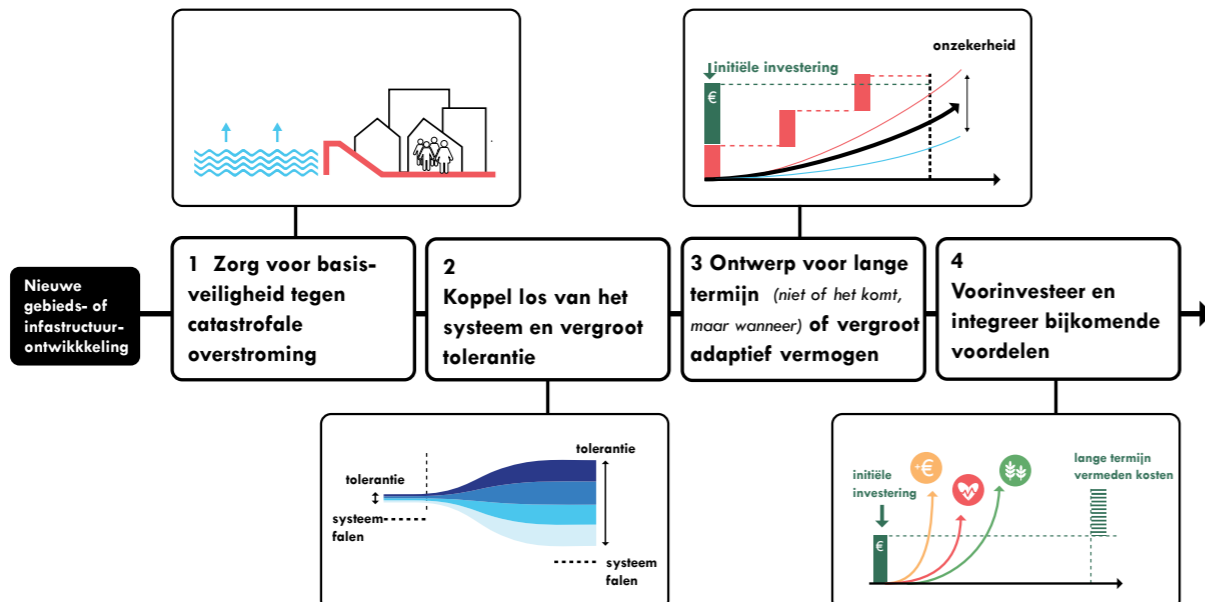 onzekerheid
initiële investering
€
Nieuwe
gebieds- of
infastructuur-
ontwikkkeling
1 Zorg voor basis-
veiligheid tegen
catastrofale
overstroming
2
Koppel los van het
systeem en vergroot
tolerantie
3 Ontwerp voor lange
termijn (niet of het komt,
maar wanneer) of vergroot
adaptief vermogen
4
Voorinvesteer en
integreer bijkomende
voordelen
tolerantie
tolerantie
systeem
falen
systeem
falen
+€
initiële
investering
lange termijn
vermeden kosten
€